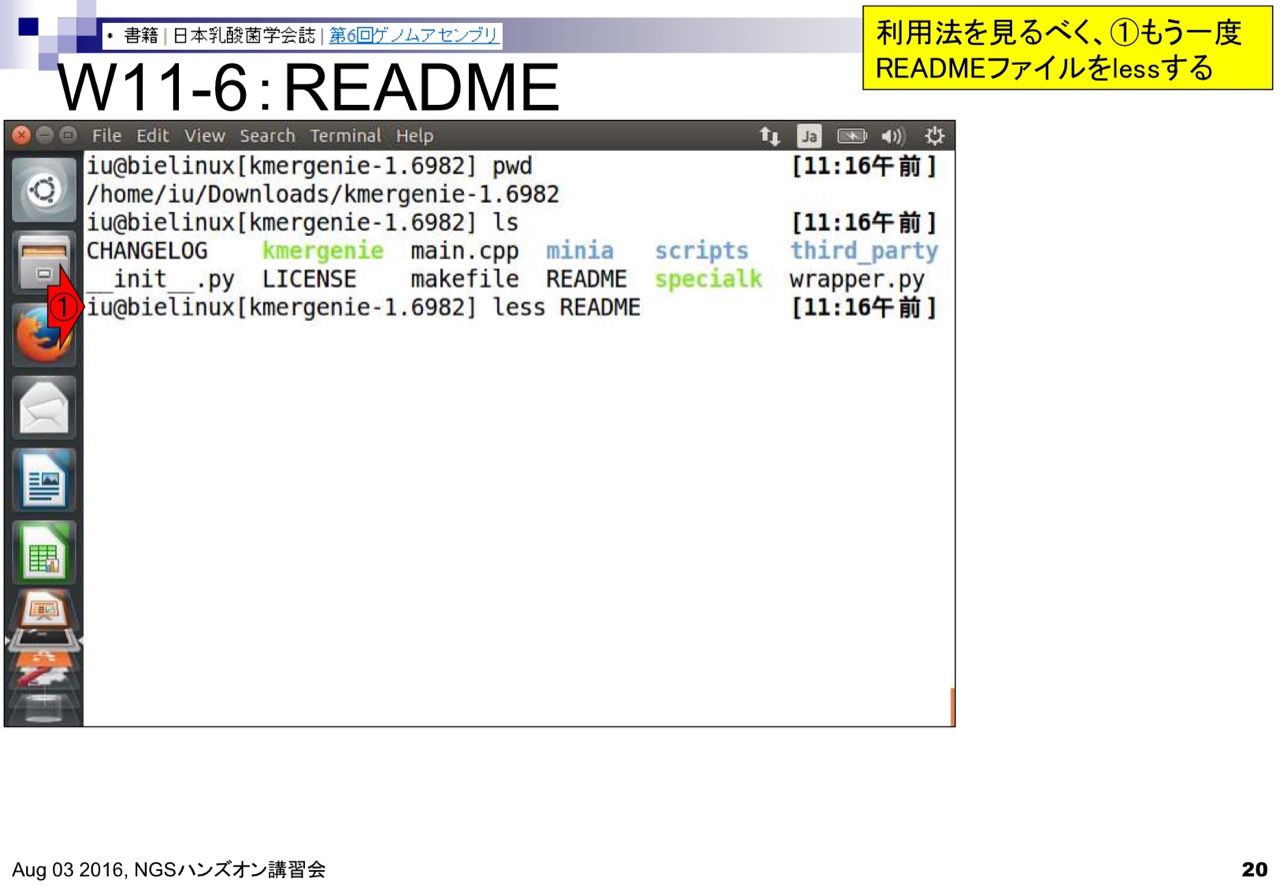 • 書籍 | 日本乳酸菌学会誌 | 第6回ゲノムアセンブリ
利用法を見るべく、①もう一度
READMEファイルをlessする
W11-6：README
File Edit View Search Terminal Help Ja
iu@bielinux[kmergenie-1.6982] pwd [11:16午前]
/home/iu/Downloads/kmergenie-1.6982
iu@bielinux[kmergenie-1.6982] ls [11:16午前]
CHANGELOG kmergenie main.cpp minia scripts third_party
__init__.py LICENSE makefile README specialk wrapper.py
①
iu@bielinux[kmergenie-1.6982] less README [11:16午前]
Aug 03 2016, NGSハンズオン講習会
20